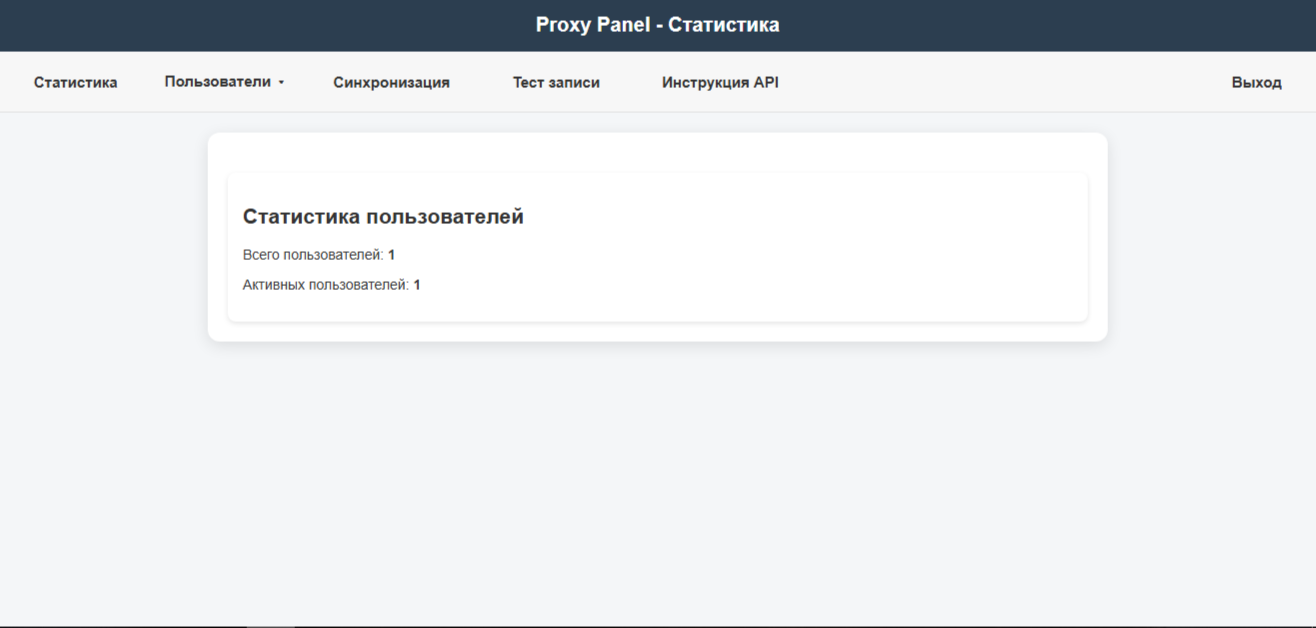 Proxy Panel - Статистика
Статистика Пользователи Синхронизация Тест записи Инструкция API Выход
Статистика пользователей
Всего пользователей: 1
Активных пользователей: 1